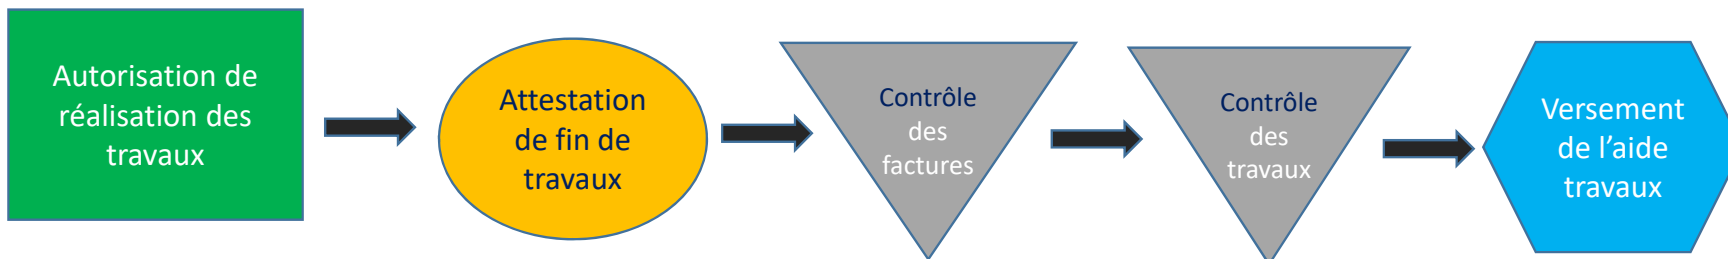 Autorisation de
réalisation des
travaux
Attestation
de fin de
travaux
Contrôle
des
factures
Contrôle
des
travaux
Versement
de l’aide
travaux